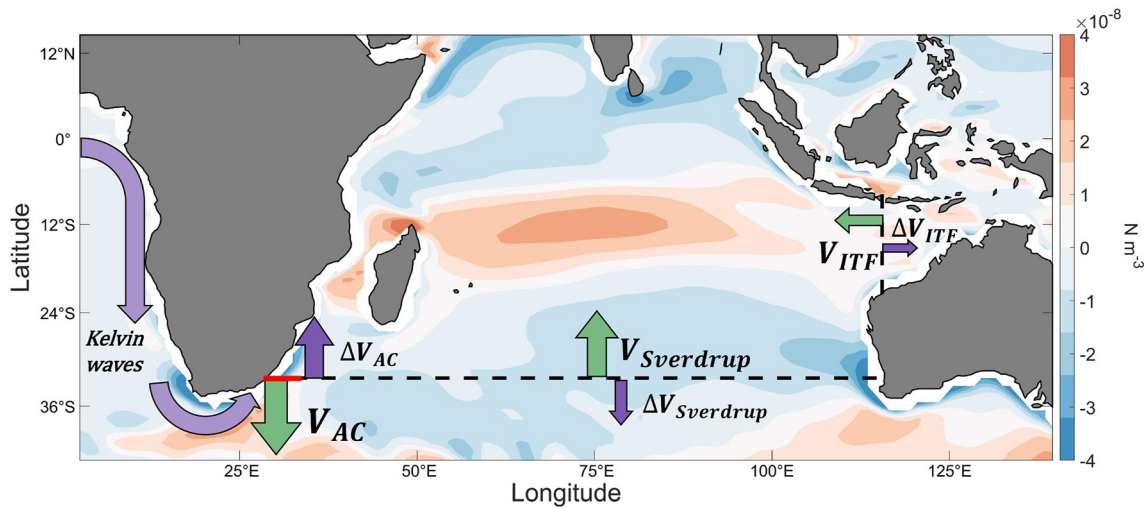 ×10⁻⁸
12°N
0°
12°S
24°S
36°S
Latitude
25°E
50°E
75°E
100°E
125°E
Longitude
Kelvin
waves
ΔV_AC
V_AC
V_Sverdrup
ΔV_Sverdrup
ΔV_ITF
V_ITF
4
3
2
1
0
-1
-2
-3
-4
N m⁻³